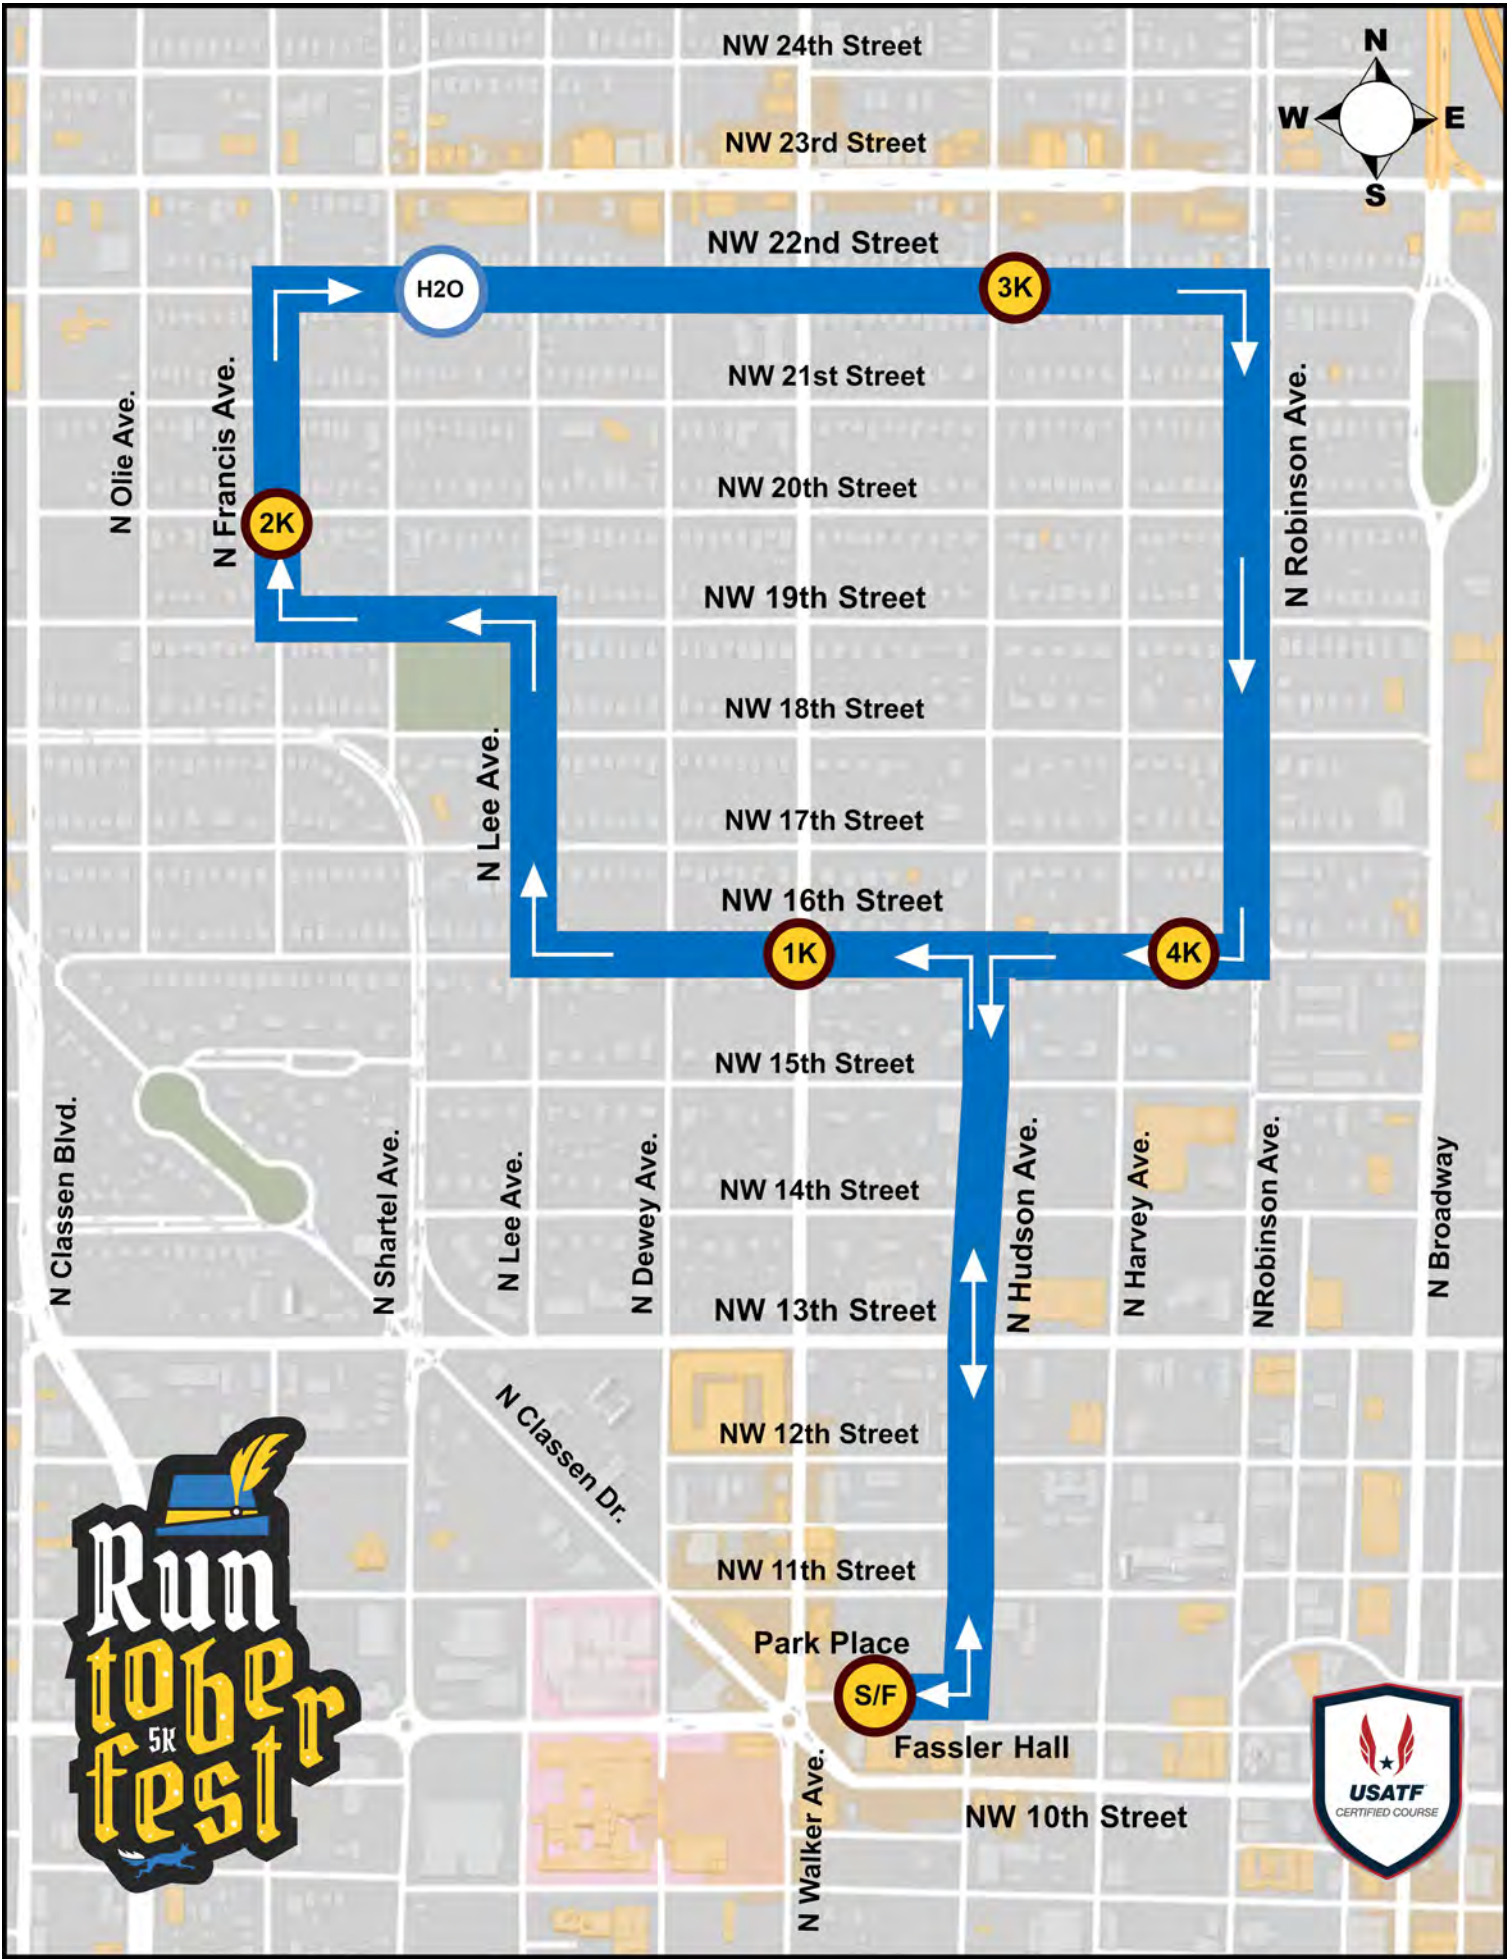 NW 24th Street
N
W
E
S
NW 23rd Street
NW 22nd Street
H2O
3K
NW 21st Street
N Olie Ave.
N Francis Ave.
N Robinson Ave.
NW 20th Street
2K
NW 19th Street
NW 18th Street
N Lee Ave.
NW 17th Street
NW 16th Street
1K
4K
NW 15th Street
N Classen Blvd.
N Shartel Ave.
N Lee Ave.
N Dewey Ave.
NW 14th Street
N Hudson Ave.
N Harvey Ave.
NRobinson Ave.
N Broadway
NW 13th Street
N Classen Dr.
NW 12th Street
NW 11th Street
Park Place
S/F
Fassler Hall
NW 10th Street
N Walker Ave.
Run
tober
5K
fest
USATF
CERTIFIED COURSE